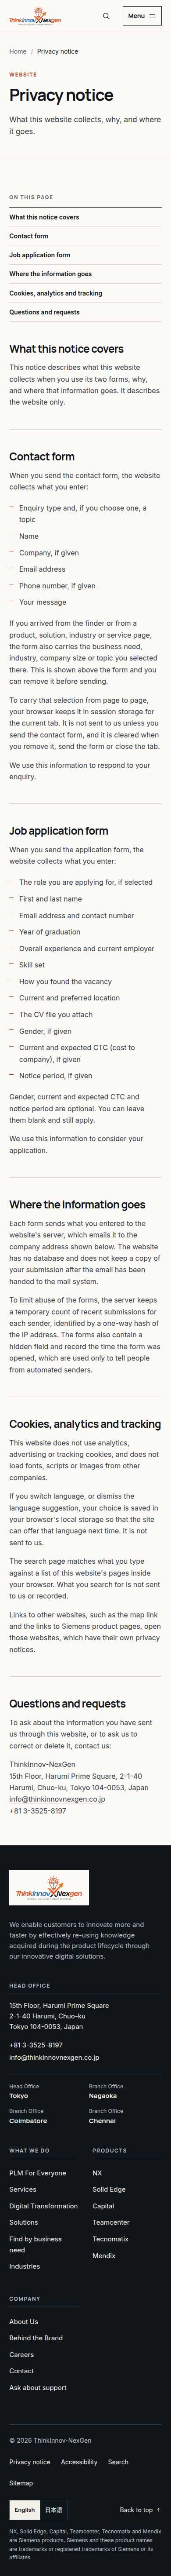 ThinkInnovNexgen
Menu
Home / Privacy notice
WEBSITE
Privacy notice
What this website collects, why, and where
it goes.
ON THIS PAGE
What this notice covers
Contact form
Job application form
Where the information goes
Cookies, analytics and tracking
Questions and requests
What this notice covers
This notice describes what this website
collects when you use its two forms, why,
and where that information goes. It describes
the website only.
Contact form
When you send the contact form, the website
collects what you enter:
Enquiry type and, if you choose one, a
topic
Name
Company, if given
Email address
Phone number, if given
Your message
If you arrived from the finder or from a
product, solution, industry or service page,
the form also carries the business need,
industry, company size or topic you selected
there. This is shown above the form and you
can remove it before sending.
To carry that selection from page to page,
your browser keeps it in session storage for
the current tab. It is not sent to us unless you
send the contact form, and it is cleared when
you remove it, send the form or close the tab.
We use this information to respond to your
enquiry.
Job application form
When you send the application form, the
website collects what you enter:
The role you are applying for, if selected
First and last name
Email address and contact number
Year of graduation
Overall experience and current employer
Skill set
How you found the vacancy
Current and preferred location
The CV file you attach
Gender, if given
Current and expected CTC (cost to
company), if given
Notice period, if given
Gender, current and expected CTC and
notice period are optional. You can leave
them blank and still apply.
We use this information to consider your
application.
Where the information goes
Each form sends what you entered to the
website's server, which emails it to the
company address shown below. The website
has no database and does not keep a copy of
your submission after the email has been
handed to the mail system.
To limit abuse of the forms, the server keeps
a temporary count of recent submissions for
each sender, identified by a one-way hash of
the IP address. The forms also contain a
hidden field and record the time the form was
opened, which are used only to tell people
from automated senders.
Cookies, analytics and tracking
This website does not use analytics,
advertising or tracking cookies, and does not
load fonts, scripts or images from other
companies.
If you switch language, or dismiss the
language suggestion, your choice is saved in
your browser's local storage so that the site
can offer that language next time. It is not
sent to us.
The search page matches what you type
against a list of this website's pages inside
your browser. What you search for is not sent
to us or recorded.
Links to other websites, such as the map link
and the links to Siemens product pages, open
those websites, which have their own privacy
notices.
Questions and requests
To ask about the information you have sent
us through this website, or to ask us to
correct or delete it, contact us:
ThinkInnov-NexGen
15th Floor, Harumi Prime Square, 2-1-40
Harumi, Chuo-ku, Tokyo 104-0053, Japan
info@thinkinnovnexgen.co.jp
+81 3-3525-8197
ThinkInnovNexgen
We enable customers to innovate more and
faster by effectively re-using knowledge
acquired during the product lifecycle through
our innovative digital solutions.
HEAD OFFICE
15th Floor, Harumi Prime Square
2-1-40 Harumi, Chuo-ku
Tokyo 104-0053, Japan
+81 3-3525-8197
info@thinkinnovnexgen.co.jp
Head Office
Tokyo
Branch Office
Nagaoka
Branch Office
Coimbatore
Branch Office
Chennai
WHAT WE DO
PLM For Everyone
Services
Digital Transformation
Solutions
Find by business
need
Industries
PRODUCTS
NX
Solid Edge
Capital
Teamcenter
Tecnomatix
Mendix
COMPANY
About Us
Behind the Brand
Careers
Contact
Ask about support
© 2026 ThinkInnov-NexGen
Privacy notice Accessibility Search
Sitemap
English 日本語
Back to top ↑
NX, Solid Edge, Capital, Teamcenter, Tecnomatix and Mendix
are Siemens products. Siemens and these product names
are trademarks or registered trademarks of Siemens or its
affiliates.